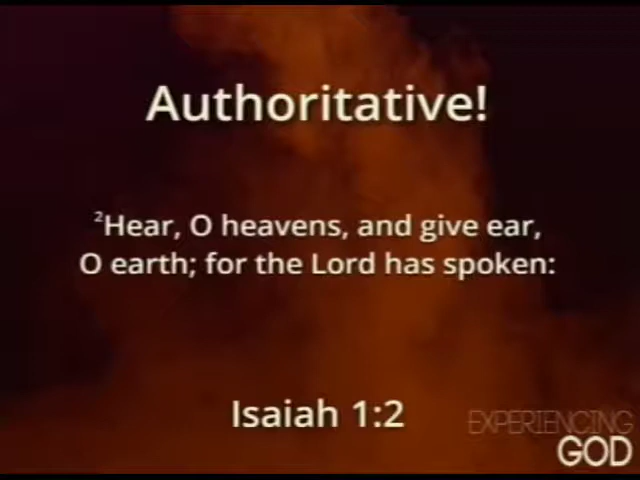 Authoritative!
²Hear, O heavens, and give ear,
O earth; for the Lord has spoken:
Isaiah 1:2
EXPERIENCING
GOD